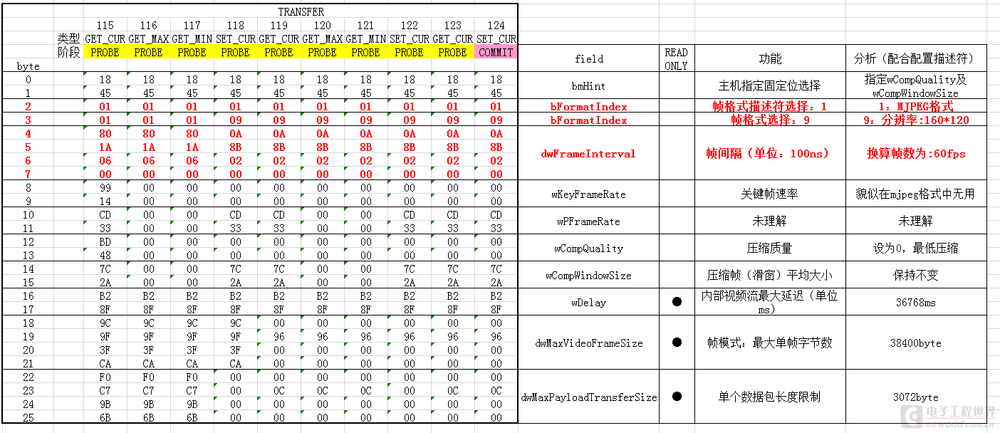 TRANSFER
115 116 117 118 119 120 121 122 123 124
类型 GET_CUR GET_MAX GET_MIN SET_CUR GET_CUR GET_MAX GET_MIN SET_CUR GET_CUR SET_CUR
阶段 PROBE PROBE PROBE PROBE PROBE PROBE PROBE PROBE PROBE COMMIT
byte
field
READ
ONLY
功能
分析（配合配置描述符）
0 18 18 18 18 18 18 18 18 18 18
1 45 45 45 45 45 45 45 45 45 45
bmHint
主机指定固定位选择
指定wCompQuality及
wCompWindowSize
2 01 01 01 01 01 01 01 01 01 01 bFormatIndex 帧格式描述符选择：1 1：MJPEG格式
3 01 01 01 09 09 09 09 09 09 09 bFormatIndex 帧格式选择：9 9：分辨率:160*120
4 80 80 80 0A 0A 0A 0A 0A 0A 0A
5 1A 1A 1A 8B 8B 8B 8B 8B 8B 8B
6 06 06 06 02 02 02 02 02 02 02
7 00 00 00 00 00 00 00 00 00 00
dwFrameInterval 帧间隔（单位：100ns） 换算帧数为:60fps
8 99 00 00 00 00 00 00 00 00 00
9 14 00 00 00 00 00 00 00 00 00
wKeyFrameRate 关键帧速率 貌似在mjpeg格式中无用
10 CD 00 00 CD CD 00 00 CD CD CD
11 33 00 00 33 33 00 00 33 33 33
wPFrameRate 未理解 未理解
12 BD 00 00 00 00 00 00 00 00 00
13 48 00 00 00 00 00 00 00 00 00
wCompQuality 压缩质量 设为0，最低压缩
14 7C 00 00 7C 7C 00 00 7C 7C 7C
15 2A 00 00 2A 2A 00 00 2A 2A 2A
wCompWindowSize 压缩帧（滑窗）平均大小 保持不变
16 B2 B2 B2 B2 B2 B2 B2 B2 B2 B2
17 8F 8F 8F 8F 8F 8F 8F 8F 8F 8F
wDelay ●
内部视频流最大延迟（单位
ms）
36768ms
18 9C 9C 9C 9C 00 00 00 00 00 00
19 9F 9F 9F 9F 96 96 96 96 96 96
20 3F 3F 3F 3F 00 00 00 00 00 00
21 CA CA CA CA 00 00 00 00 00 00
dwMaxVideoFrameSize ● 帧模式：最大单帧字节数 38400byte
22 F0 F0 F0 00 00 00 00 00 00 00
23 C7 C7 C7 00 0C 0C 0C 00 0C 0C
24 9B 9B 9B 00 00 00 00 00 00 00
25 6B 6B 6B 00 00 00 00 00 00 00
dwMaxPayloadTransferSize ● 单个数据包长度限制 3072byte
电子工程世界
eeworld.com.cn